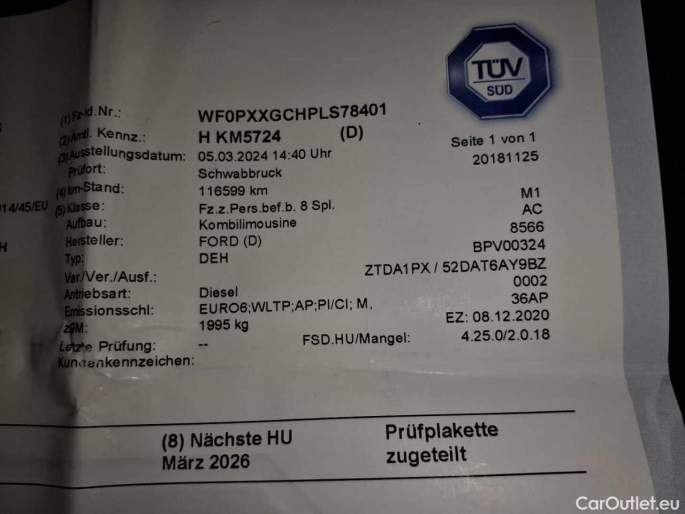 TÜV
SÜD
(1) Fz-Id.Nr.: WF0PXXGCHPLS78401
(2) Amtl. Kennz.: H KM5724 (D) Seite 1 von 1
(3) Ausstellungsdatum: 05.03.2024 14:40 Uhr 20181125
Prüfort: Schwabbruck
(4) km-Stand: 116599 km M1
014/45/EU (5) Klasse: Fz.z.Pers.bef.b. 8 Spl. AC
Aufbau: Kombilimousine 8566
Hersteller: FORD (D) BPV00324
Typ: DEH ZTDA1PX / 52DAT6AY9BZ
Var/Ver./Ausf.: 0002
Antriebsart: Diesel 36AP
Emissionsschl: EURO6;WLTP;AP;PI/CI; M, EZ: 08.12.2020
zGM: 1995 kg FSD.HU/Mangel: 4.25.0/2.0.18
Letzte Prüfung: --
Kundenkennzeichen:
(8) Nächste HU Prüfplakette
März 2026 zugeteilt
CarOutlet.eu